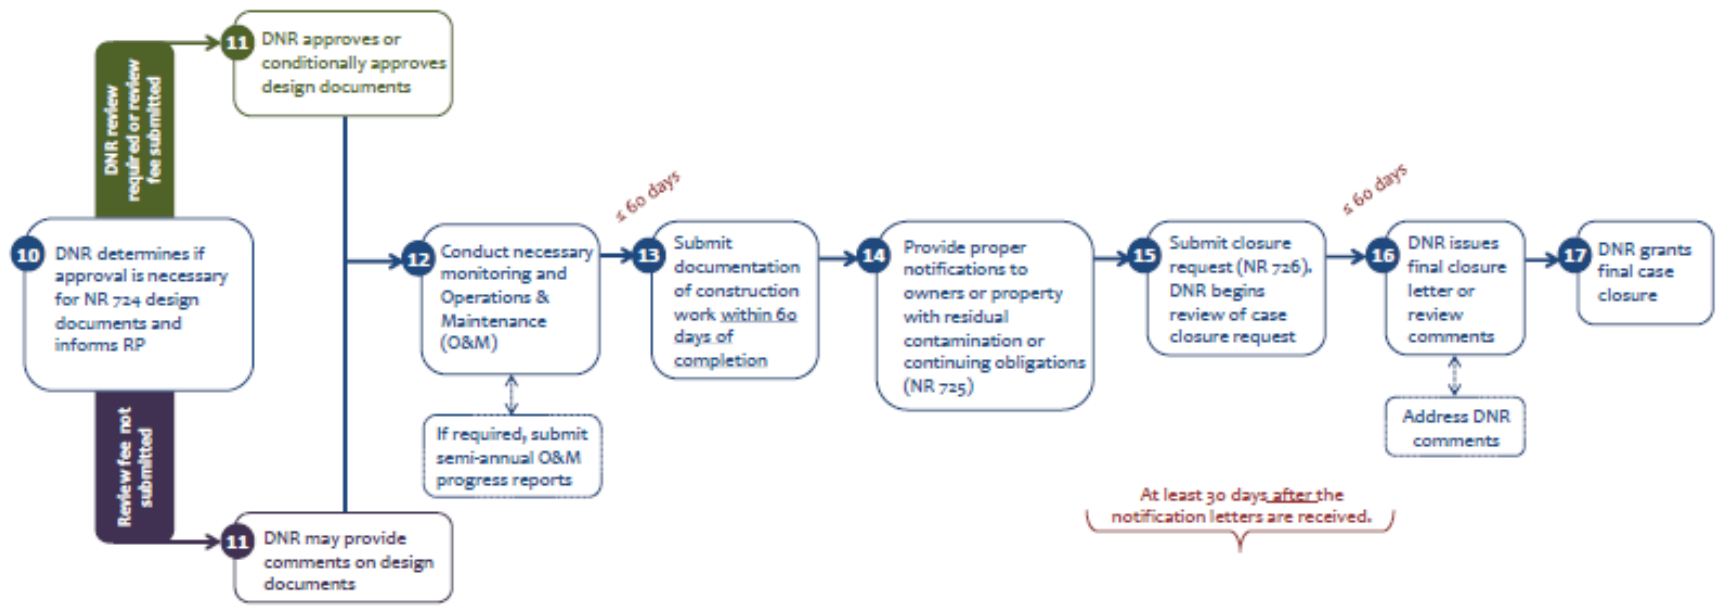 DNR review
required or review
fee submitted
11
DNR approves or
conditionally approves
design documents
10
DNR determines if
approval is necessary
for NR 724 design
documents and
informs RP
Review fee not
submitted
11
DNR may provide
comments on design
documents
12
Conduct necessary
monitoring and
Operations &
Maintenance
(O&M)
If required, submit
semi-annual O&M
progress reports
≤ 60 days
13
Submit
documentation
of construction
work within 60
days of
completion
14
Provide proper
notifications to
owners or property
with residual
contamination or
continuing obligations
(NR 725)
15
Submit closure
request (NR 726).
DNR begins
review of case
closure request
≤ 60 days
16
DNR issues
final closure
letter or
review
comments
Address DNR
comments
17
DNR grants
final case
closure
At least 30 days after the
notification letters are received.